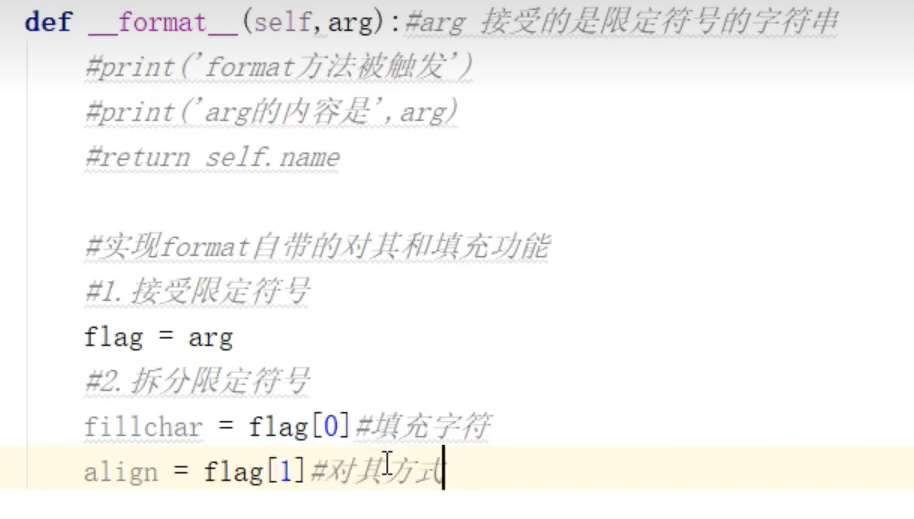 def __format__(self,arg):#arg 接受的是限定符号的字符串
#print('format方法被触发')
#print('arg的内容是',arg)
#return self.name
#实现format自带的对其和填充功能
#1.接受限定符号
flag = arg
#2.拆分限定符号
fillchar = flag[0]#填充字符
align = flag[1]#对其方式